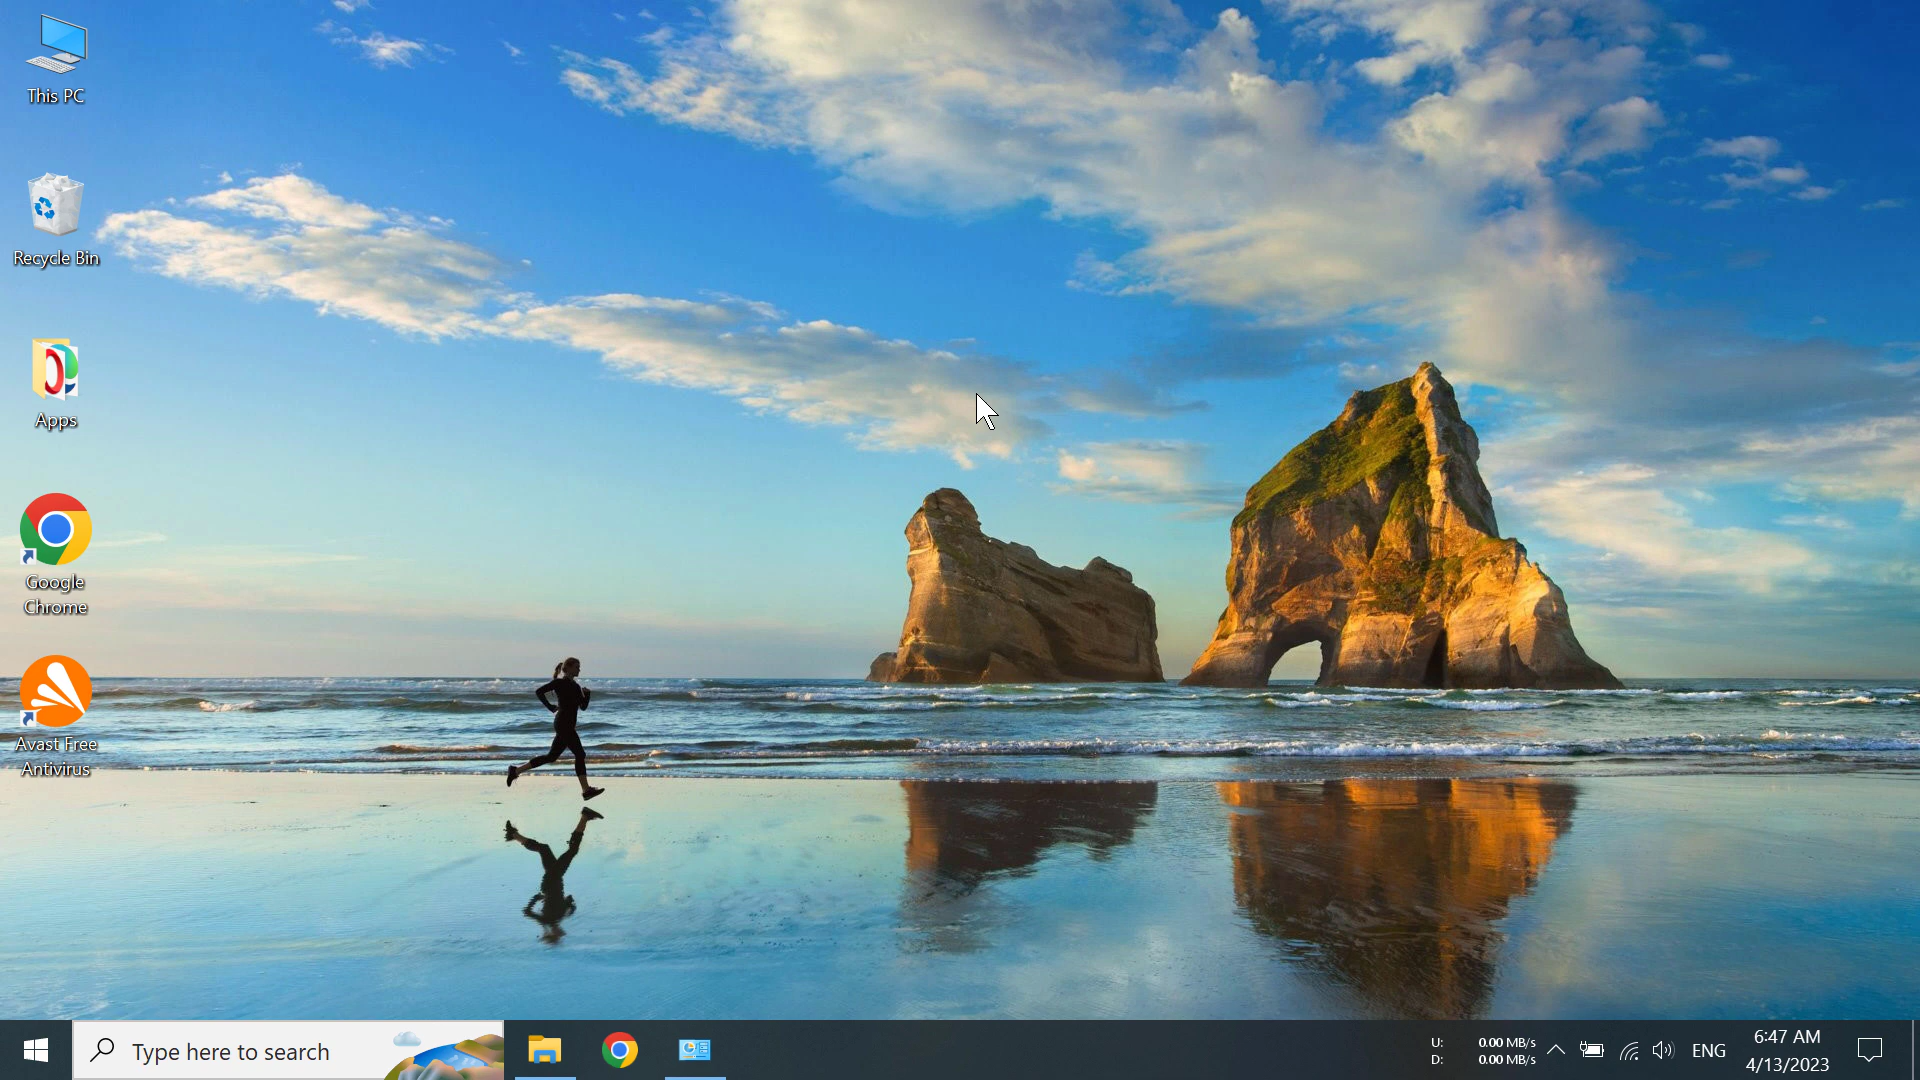 This PC
Recycle Bin
Apps
Google
Chrome
Avast Free
Antivirus
Type here to search
U: 0.00 MB/s
D: 0.00 MB/s
ENG
6:47 AM
4/13/2023